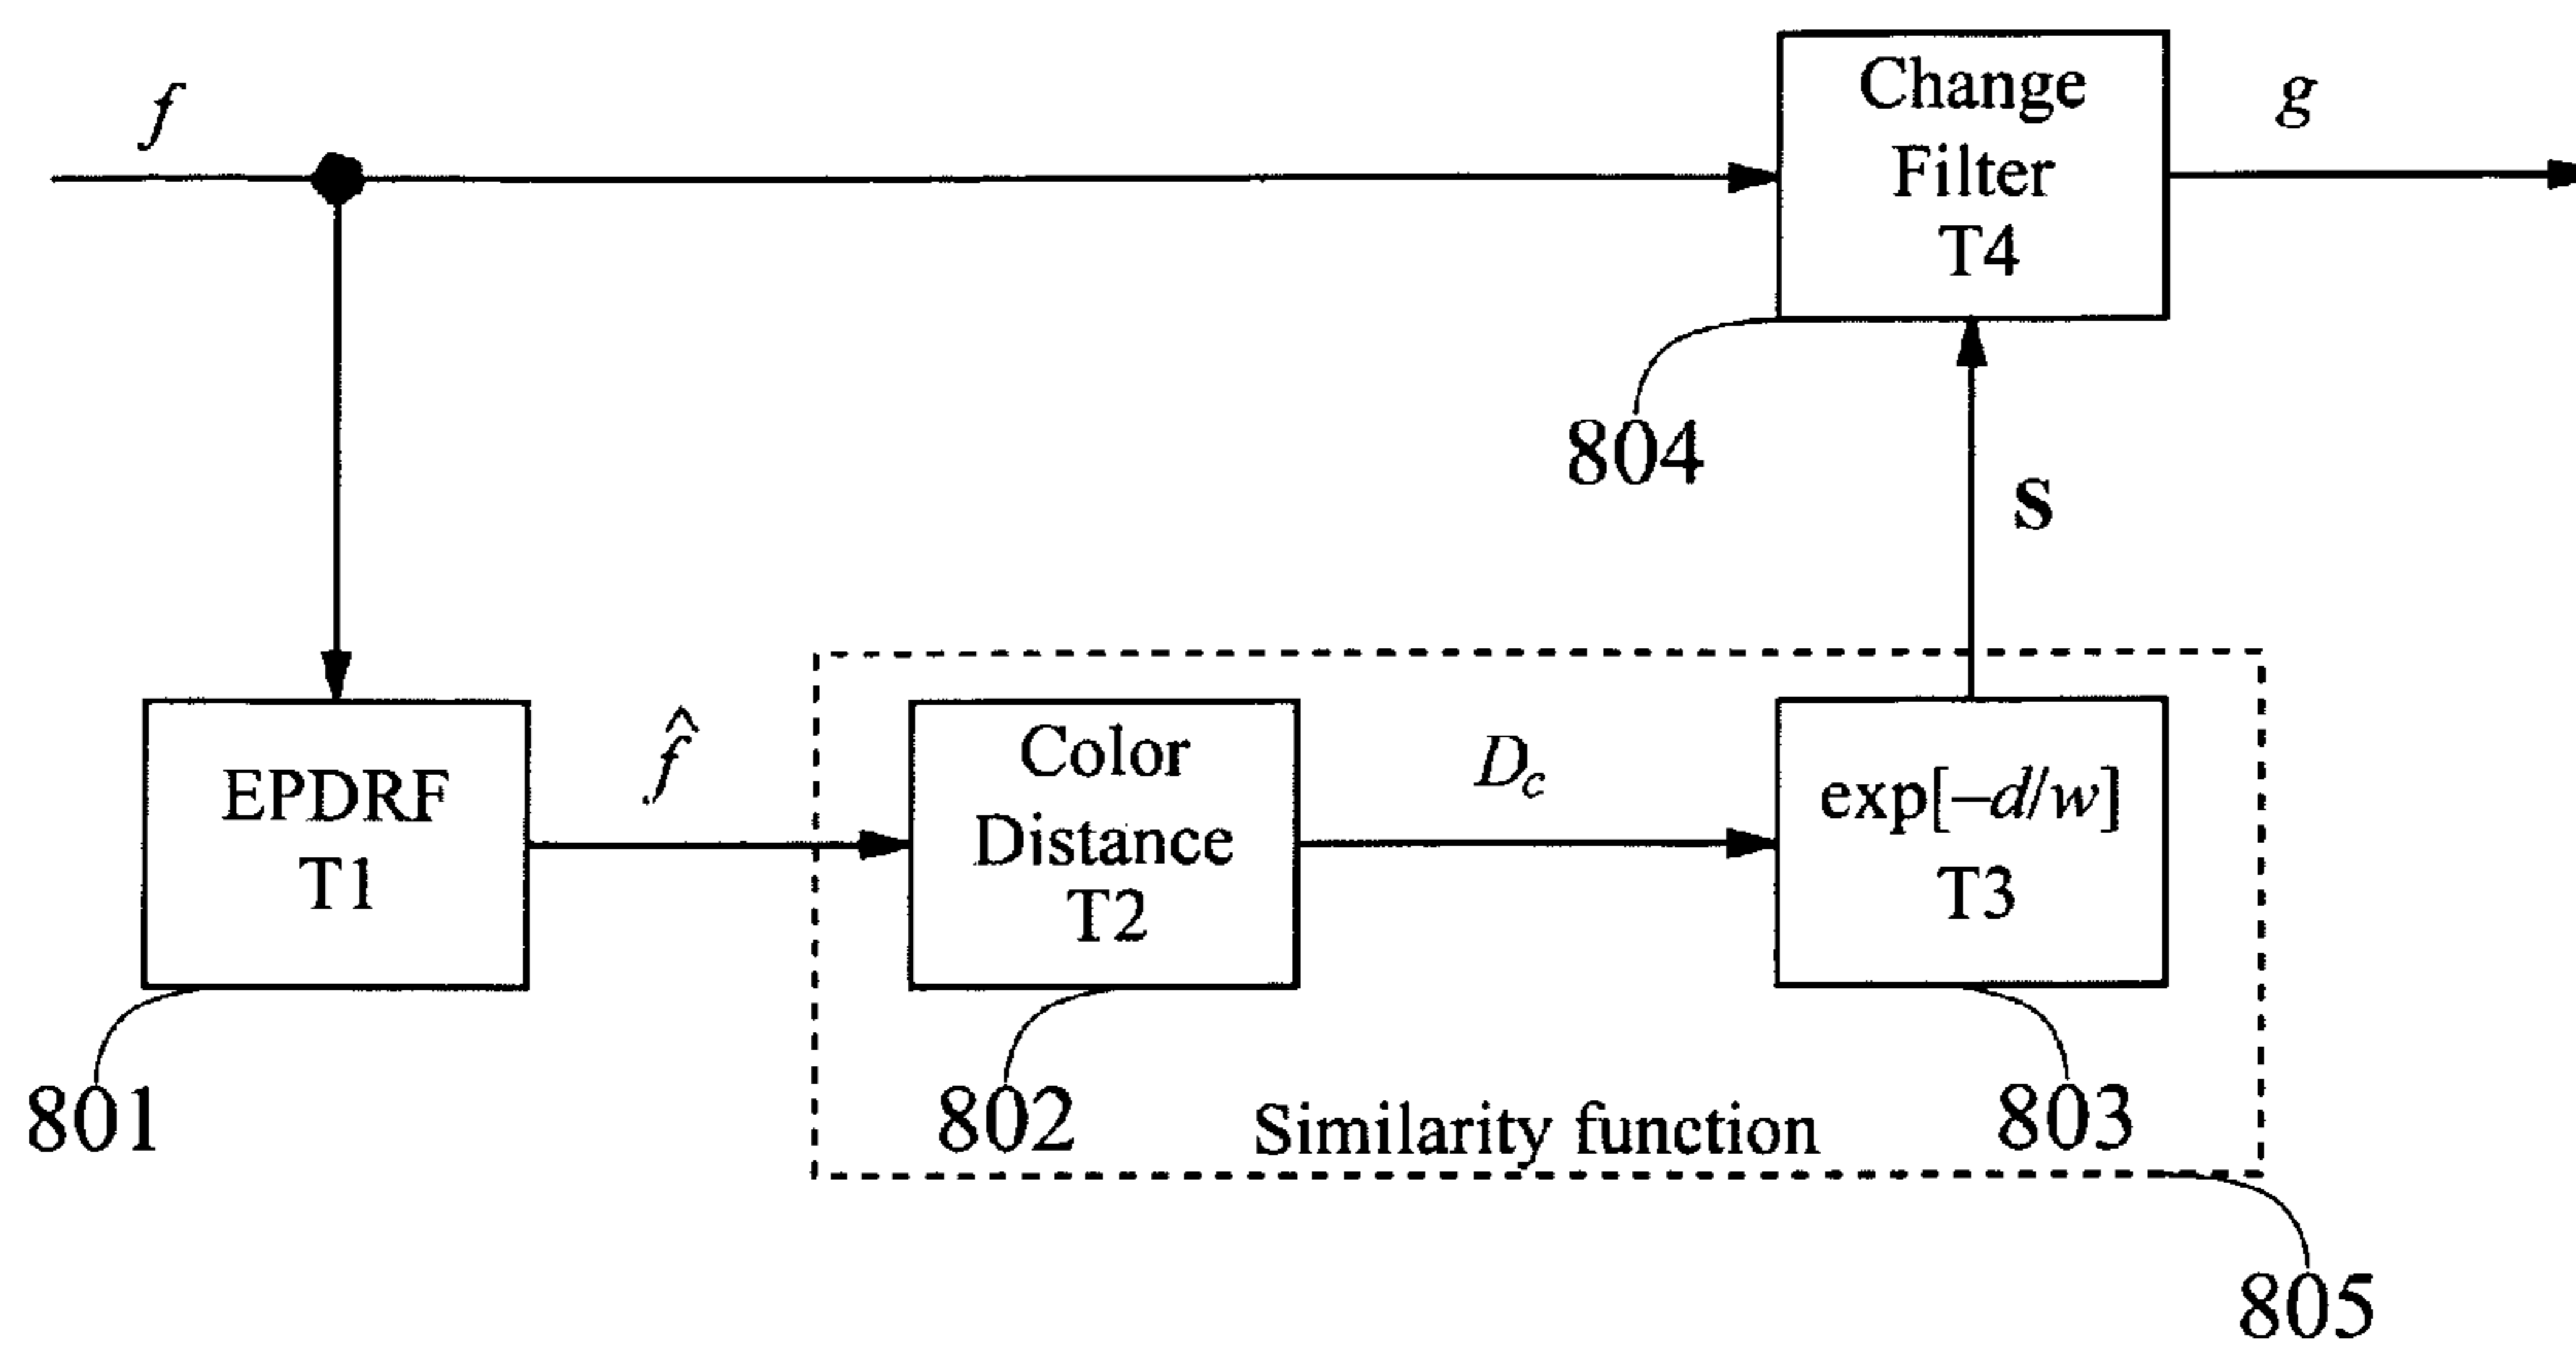 f
Change
Filter
T4
g
804
S
EPDRF
T1
f̂
Color
Distance
T2
D_c
exp[–d/w]
T3
801
802
Similarity function
803
805